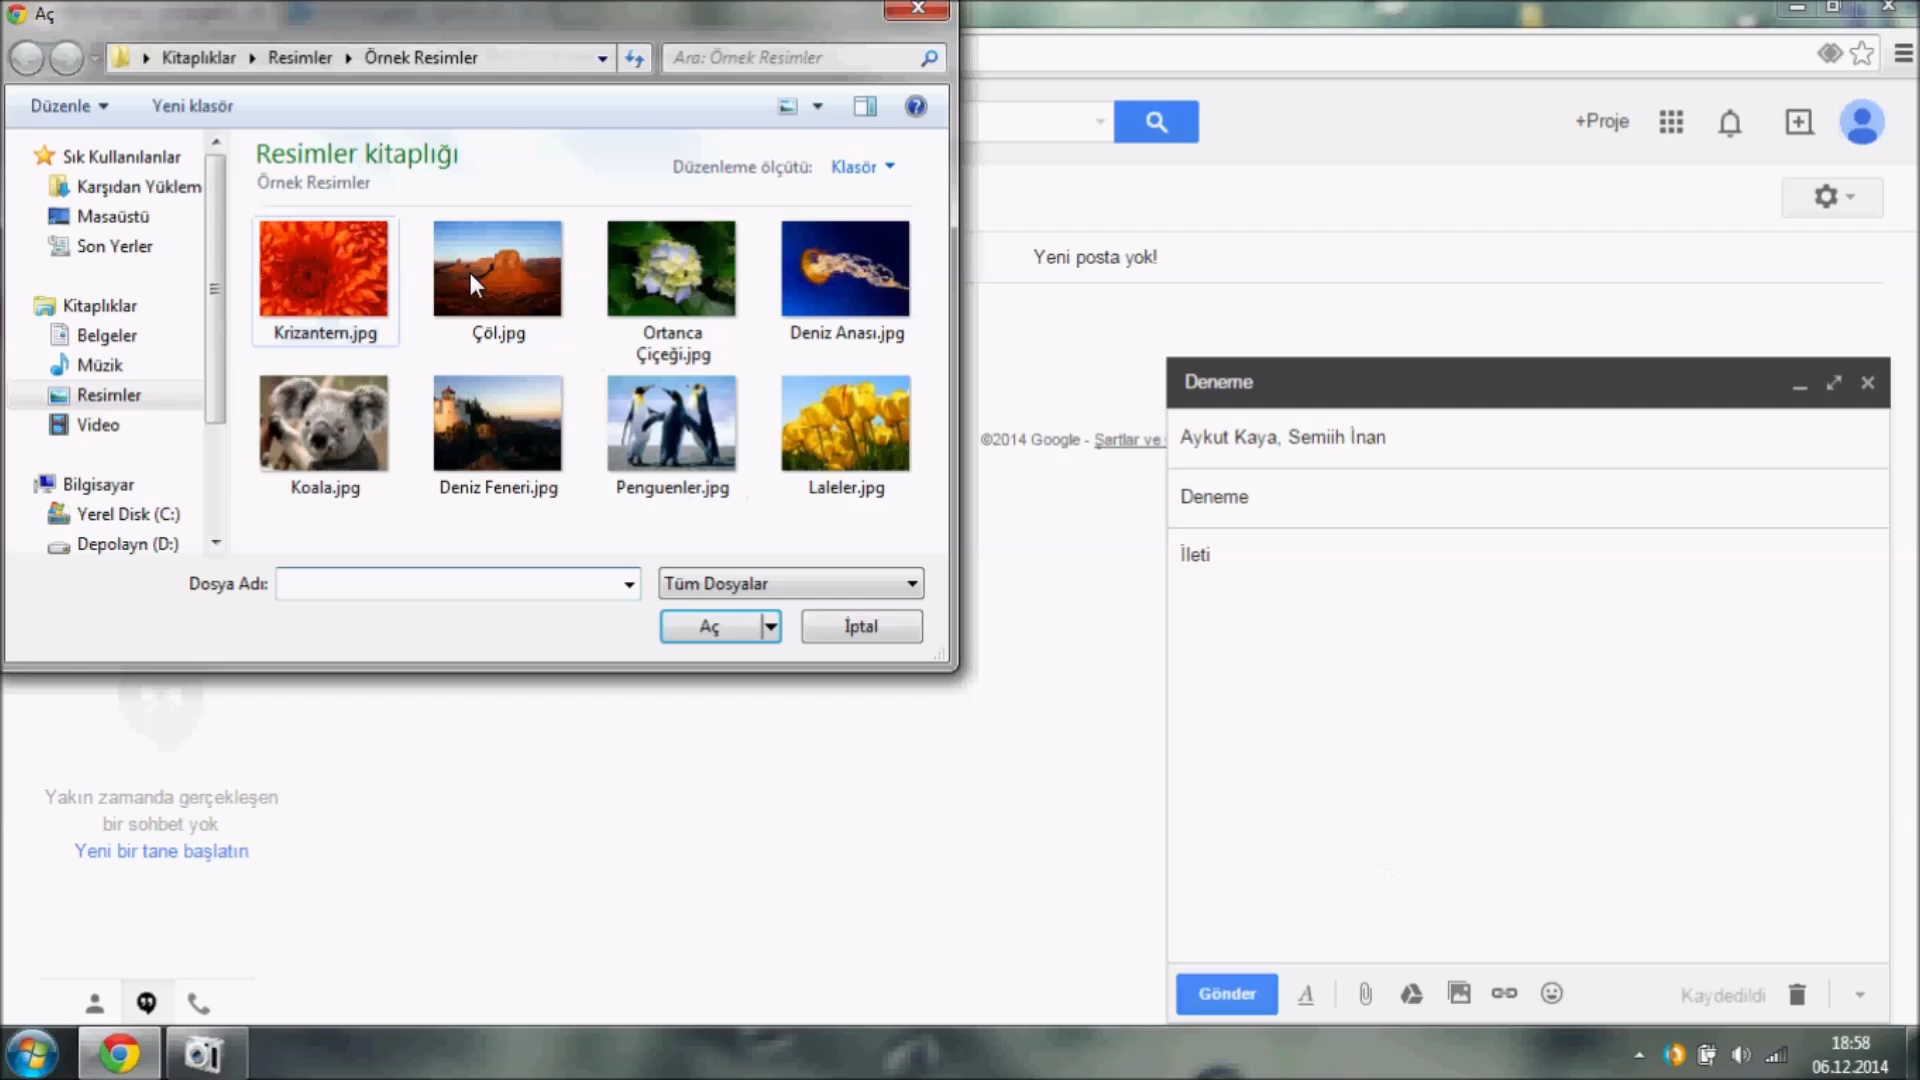 Aç
Kitaplıklar
Resimler
Örnek Resimler
Ara: Örnek Resimler
Düzenle
Yeni klasör
Sık Kullanılanlar
Karşıdan Yüklem
Masaüstü
Son Yerler
Kitaplıklar
Belgeler
Müzik
Resimler
Video
Bilgisayar
Yerel Disk (C:)
Depolayn (D:)
Resimler kitaplığı
Örnek Resimler
Düzenleme ölçütü:
Klasör
Krizantem.jpg
Çöl.jpg
Ortanca
Çiçeği.jpg
Deniz Anası.jpg
Koala.jpg
Deniz Feneri.jpg
Penguenler.jpg
Laleler.jpg
Dosya Adı:
Tüm Dosyalar
Aç
İptal
+Proje
Yeni posta yok!
©2014 Google - Şartlar ve
Deneme
Aykut Kaya, Semiih İnan
Deneme
İleti
Gönder
Kaydedildi
Yakın zamanda gerçekleşen
bir sohbet yok
Yeni bir tane başlatın
18:58
06.12.2014